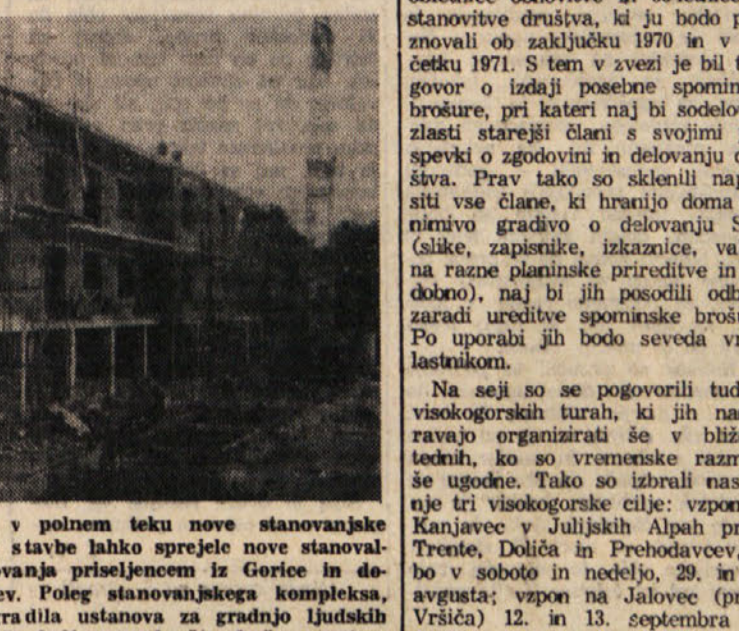 v polnem teku nove stanovanjske
stavbe lahko sprejele nove stanoval-
ovanja priseljencem iz Gorice in do-
ev. Poleg stanovanjskega kompleksa,
gradila ustanova za gradnjo ljudskih
stanovitve društva, ki ju bodo p
znovali ob zaključku 1970 in v
četku 1971. S tem v zvezi je bil t
govor o izdaji posebne spomin
brošure, pri kateri naj bi sodelo
zlasti starejši člani s svojimi
spevki o zgodovini in delovanju d
štva. Prav tako so sklenili nap
siti vse člane, ki hranijo doma
nimivo gradivo o delovanju S
(slike, zapisnike, izkaznice, va
na razne planinske prireditve in
dobno), naj bi jih posodili odb
zaradi ureditve spominske brošu
Po uporabi jih bodo seveda vr
lastnikom.
Na seji so se pogovorili tud
visokogorskih turah, ki jih na
ravajo organizirati še v bliž
tednih, ko so vremenske razm
še ugodne. Tako so izbrali nas
nje tri visokogorske cilje: vzpon
Kanjavec v Julijskih Alpah pr
Trente, Doliča in Prehodavcev,
bo v soboto in nedeljo, 29. in
avgusta; vzpon na Jalovec (pr
Vršiča) 12. in 13. septembra